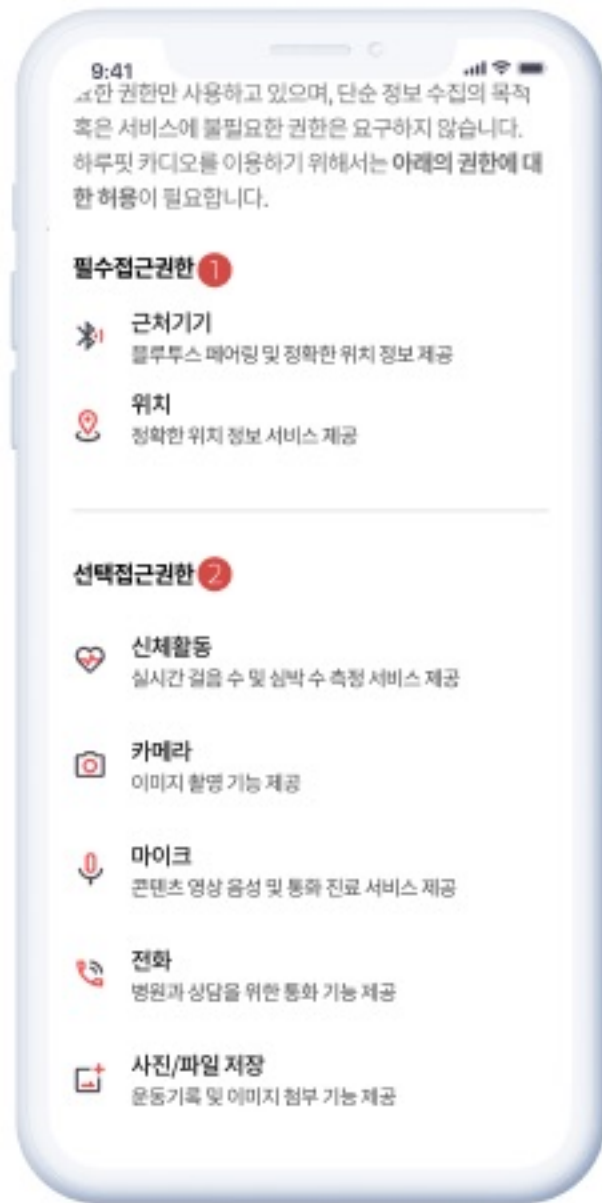 9:41
요한 권한만 사용하고 있으며, 단순 정보 수집의 목적
혹은 서비스에 불필요한 권한은 요구하지 않습니다.
하루핏 카디오를 이용하기 위해서는 아래의 권한에 대
한 허용이 필요합니다.
필수접근권한 1
근처기기
블루투스 페어링 및 정확한 위치 정보 제공
위치
정확한 위치 정보 서비스 제공
선택접근권한 2
신체활동
실시간 걸음 수 및 심박 수 측정 서비스 제공
카메라
이미지 촬영 기능 제공
마이크
콘텐츠 영상 음성 및 통화 진료 서비스 제공
전화
병원과 상담을 위한 통화 기능 제공
사진/파일 저장
운동기록 및 이미지 첨부 기능 제공